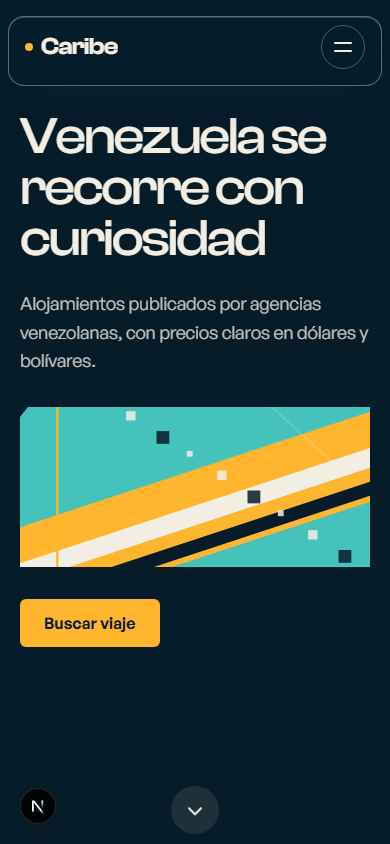 Caribe
Venezuela se
recorre con
curiosidad
Alojamientos publicados por agencias
venezolanas, con precios claros en dólares y
bolívares.
Buscar viaje
N